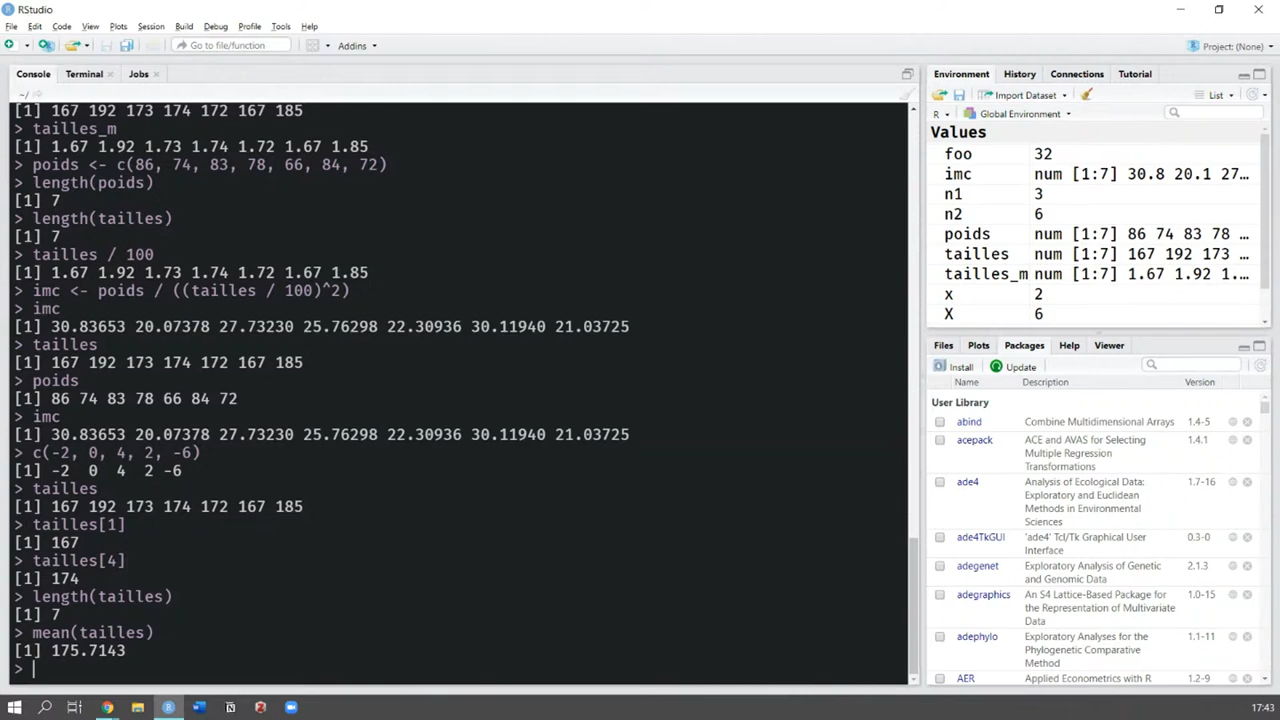 RStudio
File Edit Code View Plots Session Build Debug Profile Tools Help
Go to file/function Addins Project: (None)
Console Terminal Jobs
~/
[1] 167 192 173 174 172 167 185
> tailles_m
[1] 1.67 1.92 1.73 1.74 1.72 1.67 1.85
> poids <- c(86, 74, 83, 78, 66, 84, 72)
> length(poids)
[1] 7
> length(tailles)
[1] 7
> tailles / 100
[1] 1.67 1.92 1.73 1.74 1.72 1.67 1.85
> imc <- poids / ((tailles / 100)^2)
> imc
[1] 30.83653 20.07378 27.73230 25.76298 22.30936 30.11940 21.03725
> tailles
[1] 167 192 173 174 172 167 185
> poids
[1] 86 74 83 78 66 84 72
> imc
[1] 30.83653 20.07378 27.73230 25.76298 22.30936 30.11940 21.03725
> c(-2, 0, 4, 2, -6)
[1] -2 0 4 2 -6
> tailles
[1] 167 192 173 174 172 167 185
> tailles[1]
[1] 167
> tailles[4]
[1] 174
> length(tailles)
[1] 7
> mean(tailles)
[1] 175.7143
>
Environment History Connections Tutorial
Import Dataset List
R Global Environment
Values
foo 32
imc num [1:7] 30.8 20.1 27…
n1 3
n2 6
poids num [1:7] 86 74 83 78 …
tailles num [1:7] 167 192 173 …
tailles_m num [1:7] 1.67 1.92 1.…
x 2
X 6
Files Plots Packages Help Viewer
Install Update
Name Description Version
User Library
abind Combine Multidimensional Arrays 1.4-5
acepack ACE and AVAS for Selecting 1.4.1
Multiple Regression
Transformations
ade4 Analysis of Ecological Data: 1.7-16
Exploratory and Euclidean
Methods in Environmental
Sciences
ade4TkGUI 'ade4' Tcl/Tk Graphical User 0.3-0
Interface
adegenet Exploratory Analysis of Genetic 2.1.3
and Genomic Data
adegraphics An S4 Lattice-Based Package for 1.0-15
the Representation of Multivariate
Data
adephylo Exploratory Analyses for the 1.1-11
Phylogenetic Comparative
Method
AER Applied Econometrics with R 1.2-9
17:43